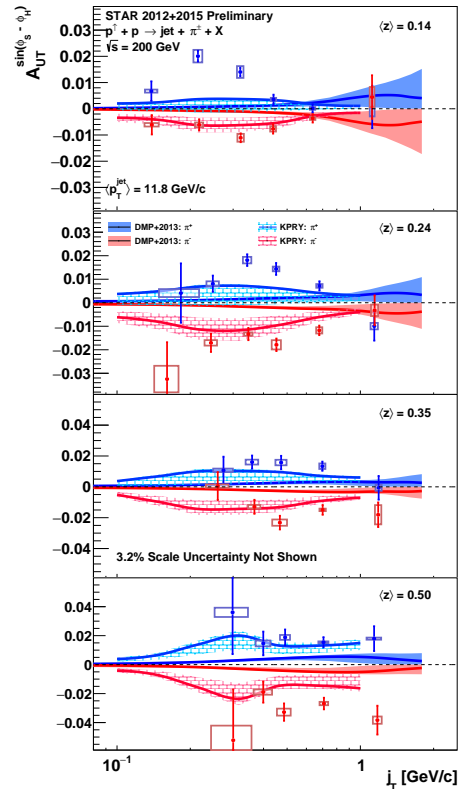 A_UT^sin(ϕ_S - ϕ_H)
STAR 2012+2015 Preliminary
p^↑ + p → jet + π^± + X
√s = 200 GeV
⟨z⟩ = 0.14
0.03
0.02
0.01
0
−0.01
−0.02
−0.03
⟨p_T^jet⟩ = 11.8 GeV/c
DMP+2013: π^+
KPRY: π^+
DMP+2013: π^-
KPRY: π^-
⟨z⟩ = 0.24
0.03
0.02
0.01
0
−0.01
−0.02
−0.03
⟨z⟩ = 0.35
0.04
0.02
0
−0.02
−0.04
3.2% Scale Uncertainty Not Shown
⟨z⟩ = 0.50
0.04
0.02
0
−0.02
−0.04
10^−1
1
j_T [GeV/c]